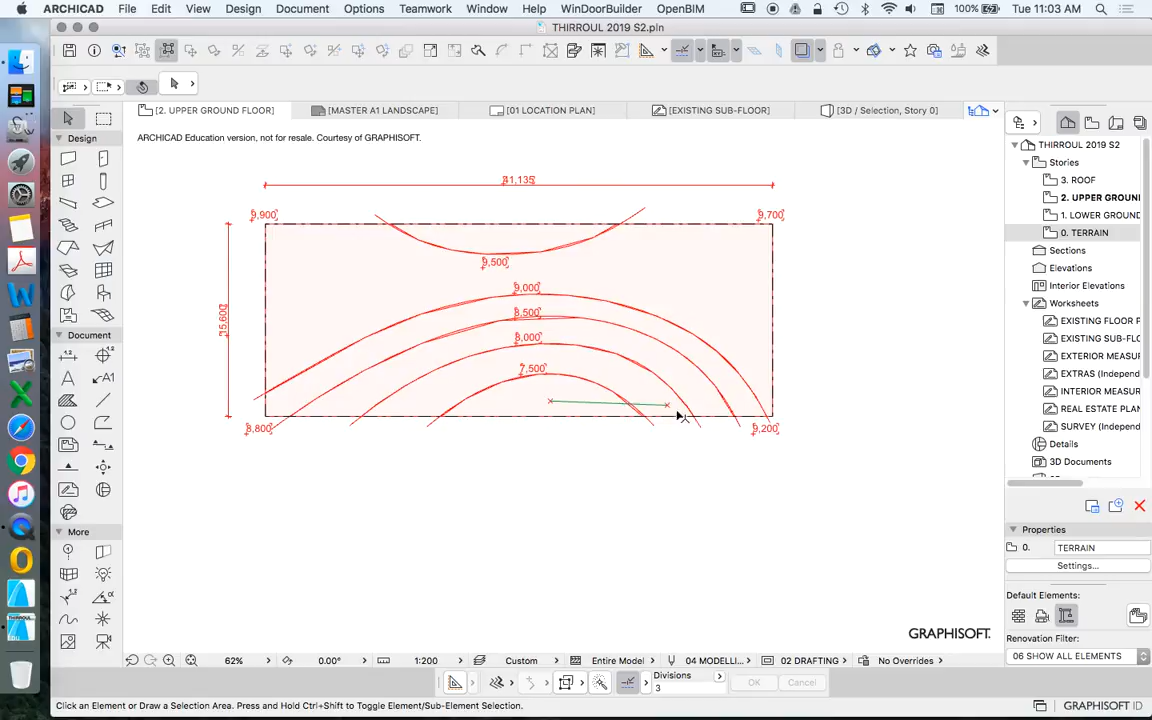 ARCHICAD File Edit View Design Document Options Teamwork Window Help WinDoorBuilder OpenBIM 100% Tue 11:03 AM
THIRROUL 2019 S2.pln
[2. UPPER GROUND FLOOR] [MASTER A1 LANDSCAPE] [01 LOCATION PLAN] [EXISTING SUB-FLOOR] [3D / Selection, Story 0]
ARCHICAD Education version, not for resale. Courtesy of GRAPHISOFT.
Design
Document
More
41,135
9,900
9,700
9,500
15,600
9,000
8,500
8,000
7,500
8,800
9,200
THIRROUL 2019 S2
Stories
3. ROOF
2. UPPER GROUN
1. LOWER GROUND
0. TERRAIN
Sections
Elevations
Interior Elevations
Worksheets
EXISTING FLOOR P
EXISTING SUB-FL
EXTERIOR MEASUR
EXTRAS (Independ
INTERIOR MEASUR
REAL ESTATE PLAN
SURVEY (Independ
Details
3D Documents
Properties
0. TERRAIN
Settings...
Default Elements:
Renovation Filter:
06 SHOW ALL ELEMENTS
GRAPHISOFT.
62% 0.00° 1:200 Custom Entire Model 04 MODELLI... 02 DRAFTING No Overrides
Divisions
3
OK Cancel
Click an Element or Draw a Selection Area. Press and Hold Ctrl+Shift to Toggle Element/Sub-Element Selection.
GRAPHISOFT ID